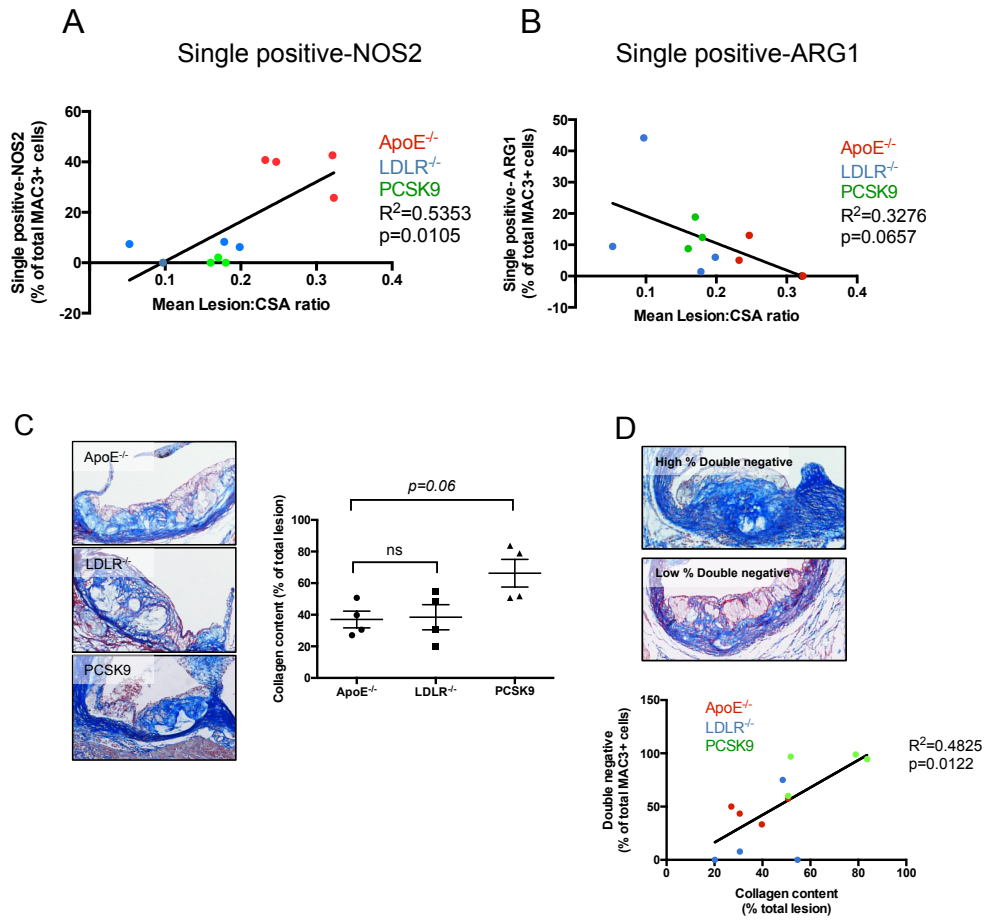 A
Single positive-NOS2
Single positive-NOS2
(% of total MAC3+ cells)
60
40
20
0
-20
0.1
0.2
0.3
0.4
Mean Lesion:CSA ratio
ApoE-/-
LDLR-/-
PCSK9
R2=0.5353
p=0.0105
B
Single positive-ARG1
Single positive- ARG1
(% of total MAC3+ cells)
50
40
30
20
10
0
-10
0.1
0.2
0.3
0.4
Mean Lesion:CSA ratio
ApoE-/-
LDLR-/-
PCSK9
R2=0.3276
p=0.0657
C
ApoE-/-
LDLR-/-
PCSK9
Collagen content (% of total lesion)
100
80
60
40
20
0
p=0.06
ns
ApoE-/-
LDLR-/-
PCSK9
D
High % Double negative
Low % Double negative
Double negative
(% of total MAC3+ cells)
150
100
50
0
0
20
40
60
80
100
Collagen content
(% total lesion)
ApoE-/-
LDLR-/-
PCSK9
R2=0.4825
p=0.0122